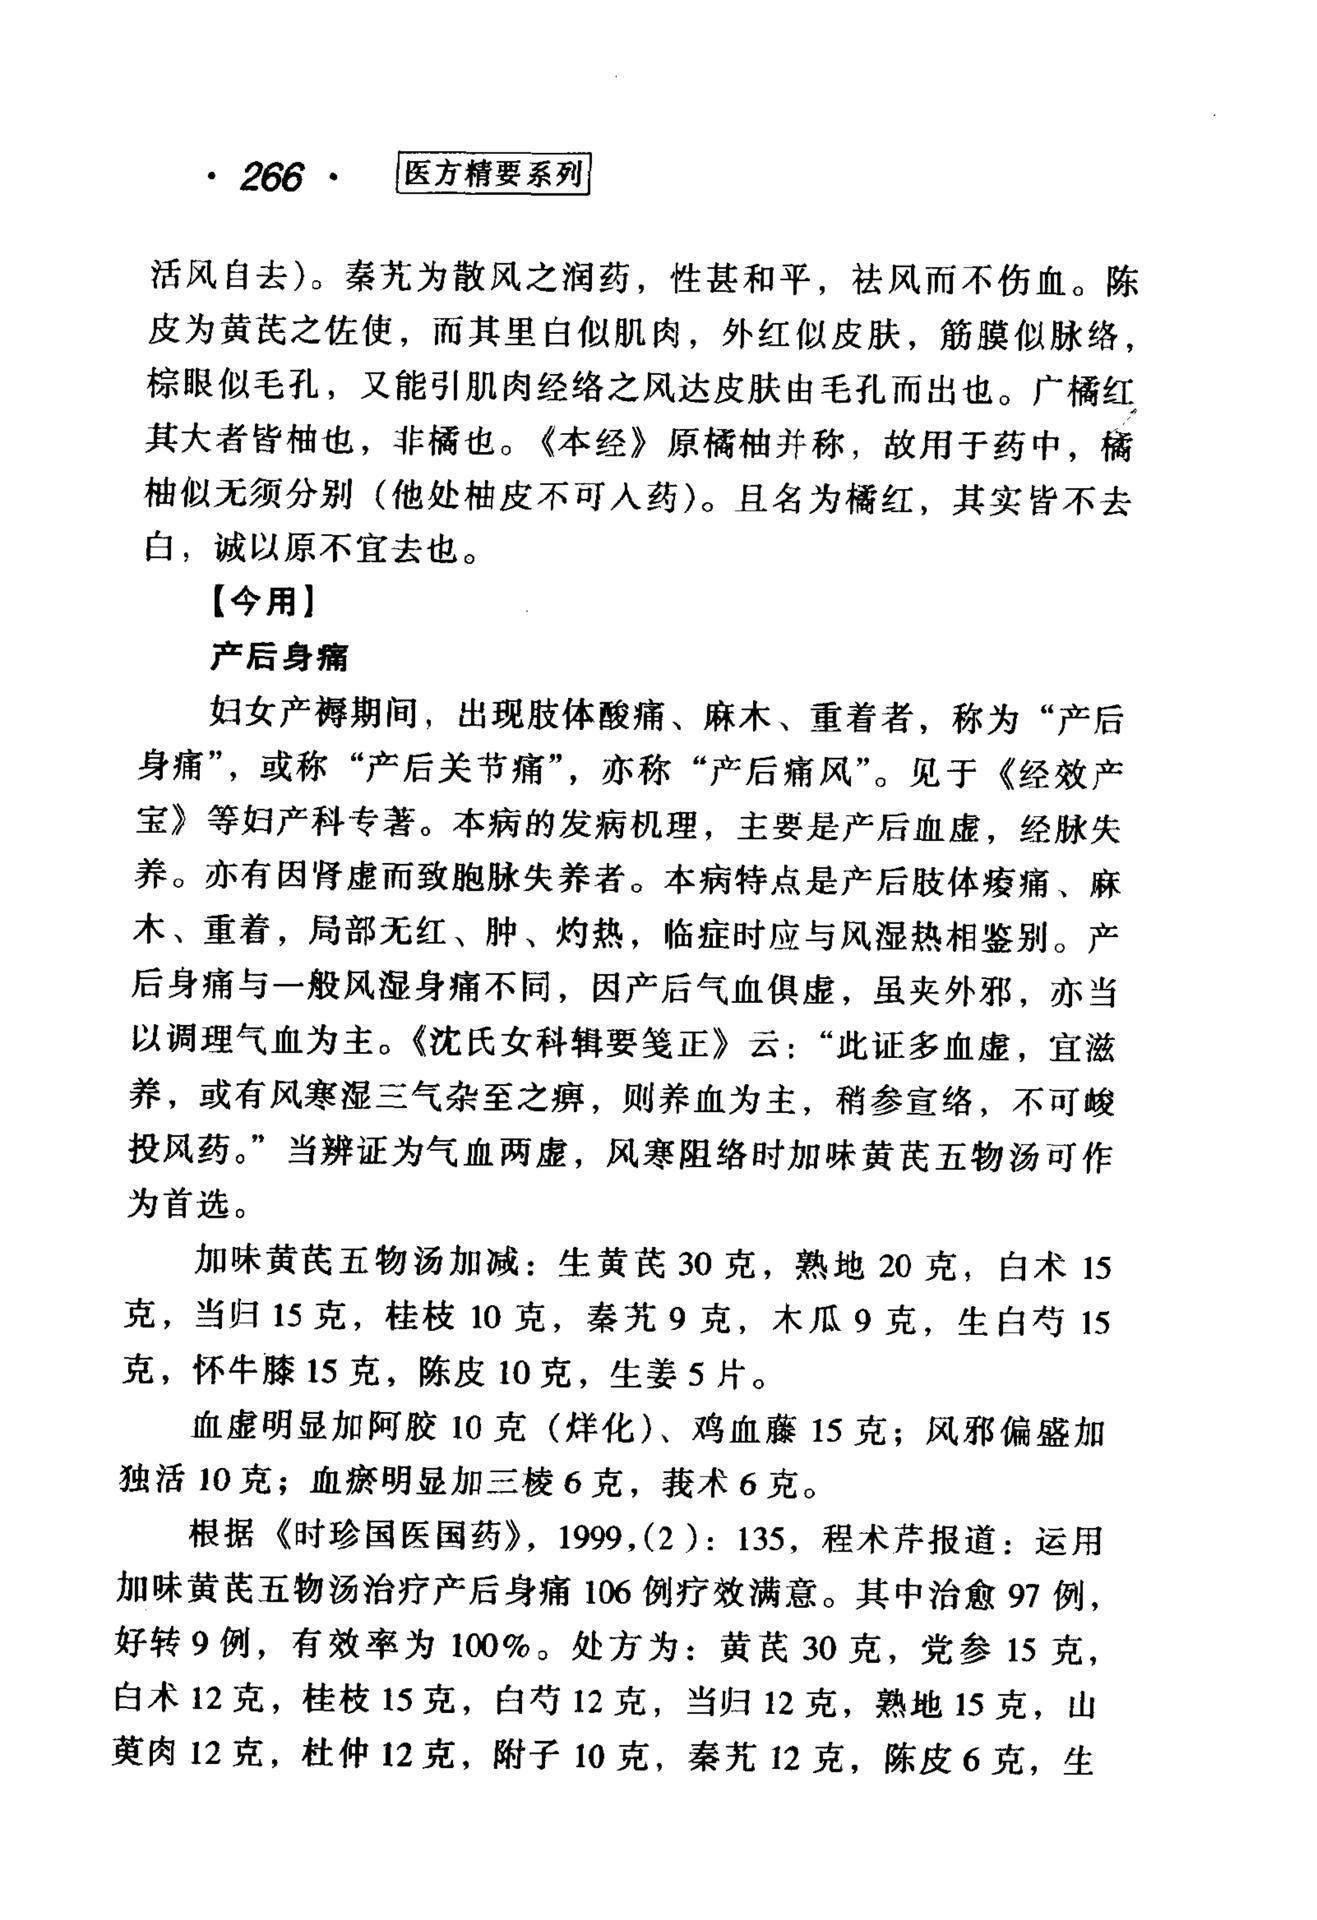 ·266· 医方精要系列
活风自去)。秦艽为散风之润药，性甚和平，祛风而不伤血。陈
皮为黄芪之佐使，而其里白似肌肉，外红似皮肤，筋膜似脉络，
棕眼似毛孔，又能引肌肉经络之风达皮肤由毛孔而出也。广橘红
其大者皆柚也，非橘也。《本经》原橘柚并称，故用于药中，橘
柚似无须分别（他处柚皮不可入药)。且名为橘红，其实皆不去
白，诚以原不宜去也。
【今用】
产后身痛
妇女产褥期间，出现肢体酸痛、麻木、重着者，称为“产后
身痛”，或称“产后关节痛”，亦称“产后痛风”。见于《经效产
宝》等妇产科专著。本病的发病机理，主要是产后血虚，经脉失
养。亦有因肾虚而致胞脉失养者。本病特点是产后肢体痠痛、麻
木、重着，局部无红、肿、灼热，临症时应与风湿热相鉴别。产
后身痛与一般风湿身痛不同，因产后气血俱虚，虽夹外邪，亦当
以调理气血为主。《沈氏女科辑要笺正》云：“此证多血虚，宜滋
养，或有风寒湿三气杂至之痹，则养血为主，稍参宣络，不可峻
投风药。”当辨证为气血两虚，风寒阻络时加味黄芪五物汤可作
为首选。
加味黄芪五物汤加减：生黄芪 30 克，熟地 20 克，白术 15
克，当归 15 克，桂枝 10 克，秦艽 9 克，木瓜 9 克，生白芍 15
克，怀牛膝 15 克，陈皮 10 克，生姜 5 片。
血虚明显加阿胶 10 克（烊化)、鸡血藤 15 克；风邪偏盛加
独活 10 克；血瘀明显加三棱 6 克，莪术 6 克。
根据《时珍国医国药》，1999,(2)：135，程术芹报道：运用
加味黄芪五物汤治疗产后身痛 106 例疗效满意。其中治愈 97 例，
好转 9 例，有效率为 100%。处方为：黄芪 30 克，党参 15 克，
白术 12 克，桂枝 15 克，白芍 12 克，当归 12 克，熟地 15 克，山
萸肉 12 克，杜仲 12 克，附子 10 克，秦艽 12 克，陈皮 6 克，生